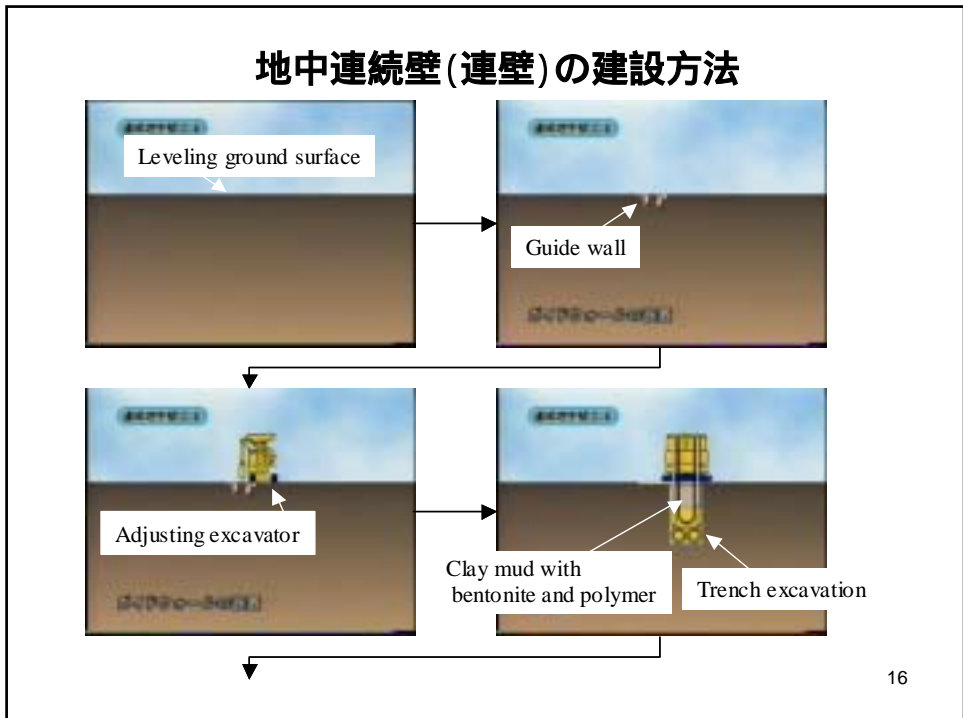 地中連続壁(連壁)の建設方法
Leveling ground surface
Guide wall
Adjusting excavator
Clay mud with
bentonite and polymer
Trench excavation
16